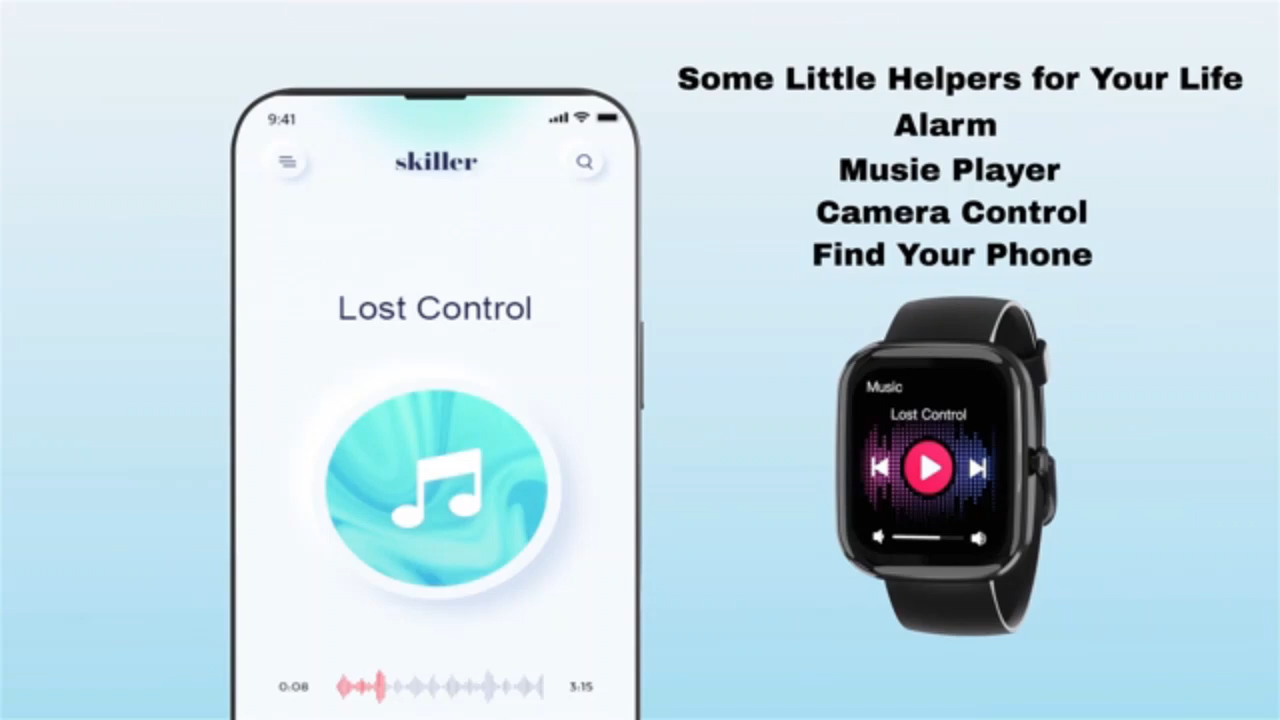 Some Little Helpers for Your Life
Alarm
Musie Player
Camera Control
Find Your Phone
9:41
skiller
Lost Control
0:08
3:15
Music
Lost Control